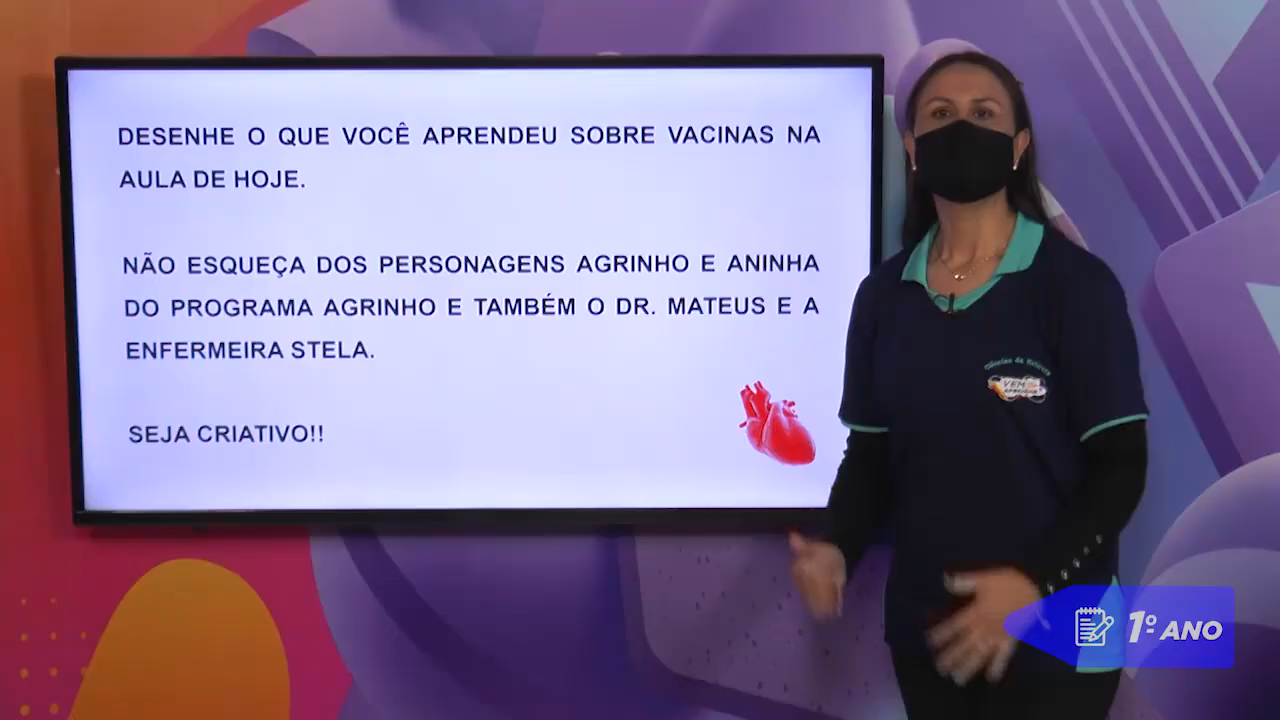 DESENHE O QUE VOCÊ APRENDEU SOBRE VACINAS NA
AULA DE HOJE.
NÃO ESQUEÇA DOS PERSONAGENS AGRINHO E ANINHA
DO PROGRAMA AGRINHO E TAMBÉM O DR. MATEUS E A
ENFERMEIRA STELA.
SEJA CRIATIVO!!
VEM
1º ANO